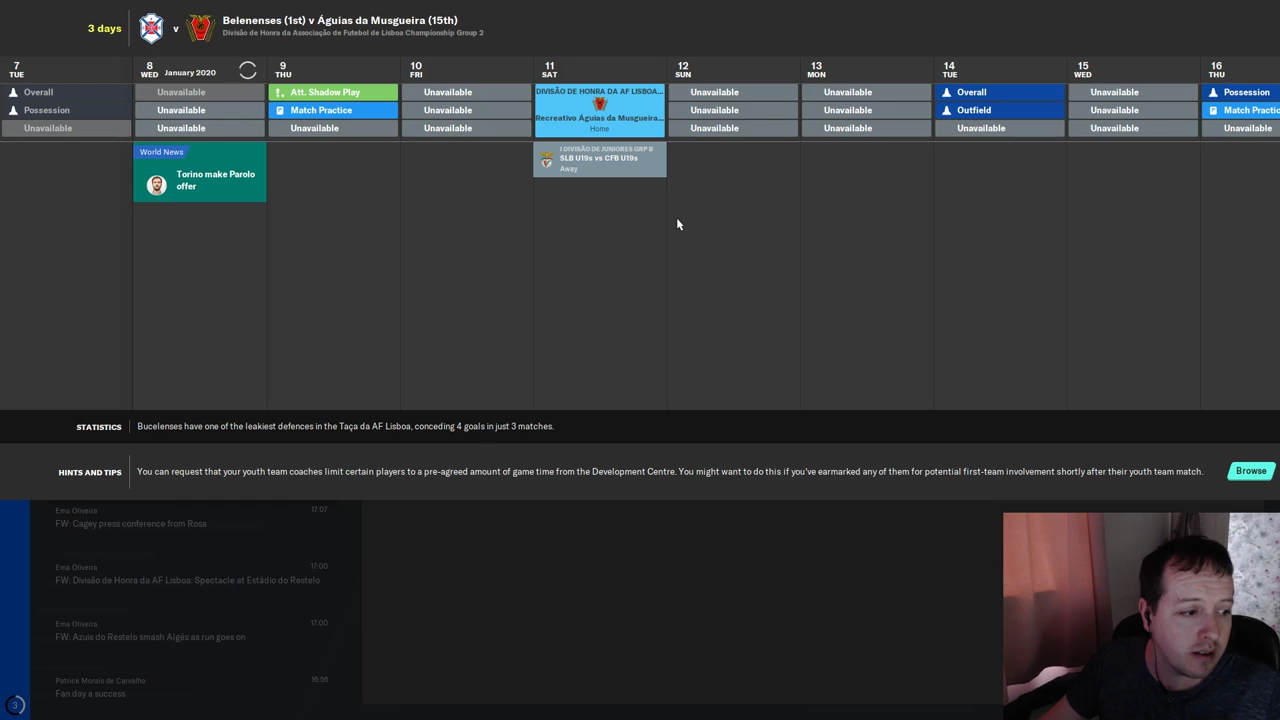 3 days
v
Belenenses (1st) v Águias da Musgueira (15th)
Divisão de Honra da Associação de Futebol de Lisboa Championship Group 2
7
TUE
8
WED January 2020
9
THU
10
FRI
11
SAT
12
SUN
13
MON
14
TUE
15
WED
16
THU
Overall
Possession
Unavailable
Unavailable
Unavailable
Unavailable
Att. Shadow Play
Match Practice
Unavailable
Unavailable
Unavailable
Unavailable
DIVISÃO DE HONRA DA AF LISBOA...
Recreativo Águias da Musgueira...
Home
Unavailable
Unavailable
Unavailable
Unavailable
Unavailable
Unavailable
Overall
Outfield
Unavailable
Unavailable
Unavailable
Unavailable
Possession
Match Practic
Unavailable
World News
Torino make Parolo
offer
I DIVISÃO DE JUNIORES GRP B
SLB U19s vs CFB U19s
Away
STATISTICS
Bucelenses have one of the leakiest defences in the Taça da AF Lisboa, conceding 4 goals in just 3 matches.
HINTS AND TIPS
You can request that your youth team coaches limit certain players to a pre-agreed amount of game time from the Development Centre. You might want to do this if you've earmarked any of them for potential first-team involvement shortly after their youth team match.
Browse
Ema Oliveira 17:07
FW: Cagey press conference from Rosa
Ema Oliveira 17:00
FW: Divisão de Honra da AF Lisboa: Spectacle at Estádio do Restelo
Ema Oliveira 17:00
FW: Azuis do Restelo smash Algés as run goes on
Patrick Morais de Carvalho 16:56
Fan day a success
3